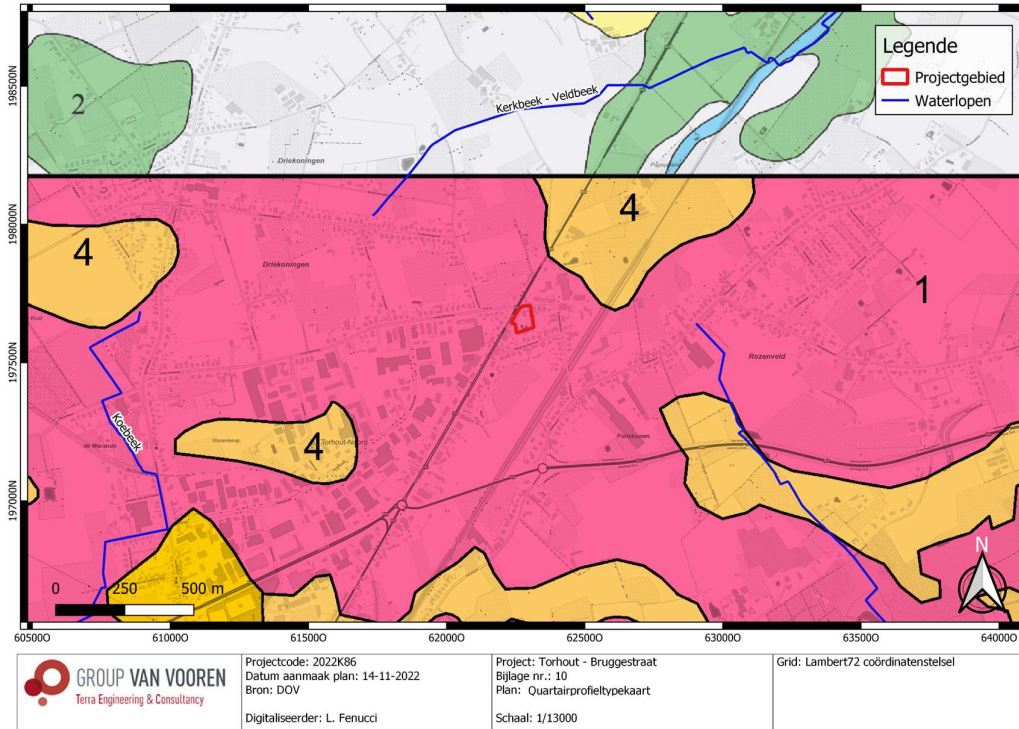 Legende
Projectgebied
Waterlopen
2
Kerkbeek - Veldbeek
Driekoningen
4
4
Driekoningen
1
Rozenveld
Koebeek
de Warande
4
Torhout-Noord
N
0 250 500 m
198500N
198000N
197500N
197000N
605000 610000 615000 620000 625000 630000 635000 640000
GROUP VAN VOOREN
Terra Engineering & Consultancy
Projectcode: 2022K86
Datum aanmaak plan: 14-11-2022
Bron: DOV
Digitaliseerder: L. Fenucci
Project: Torhout - Bruggestraat
Bijlage nr.: 10
Plan: Quartairprofieltypekaart
Schaal: 1/13000
Grid: Lambert72 coördinatenstelsel